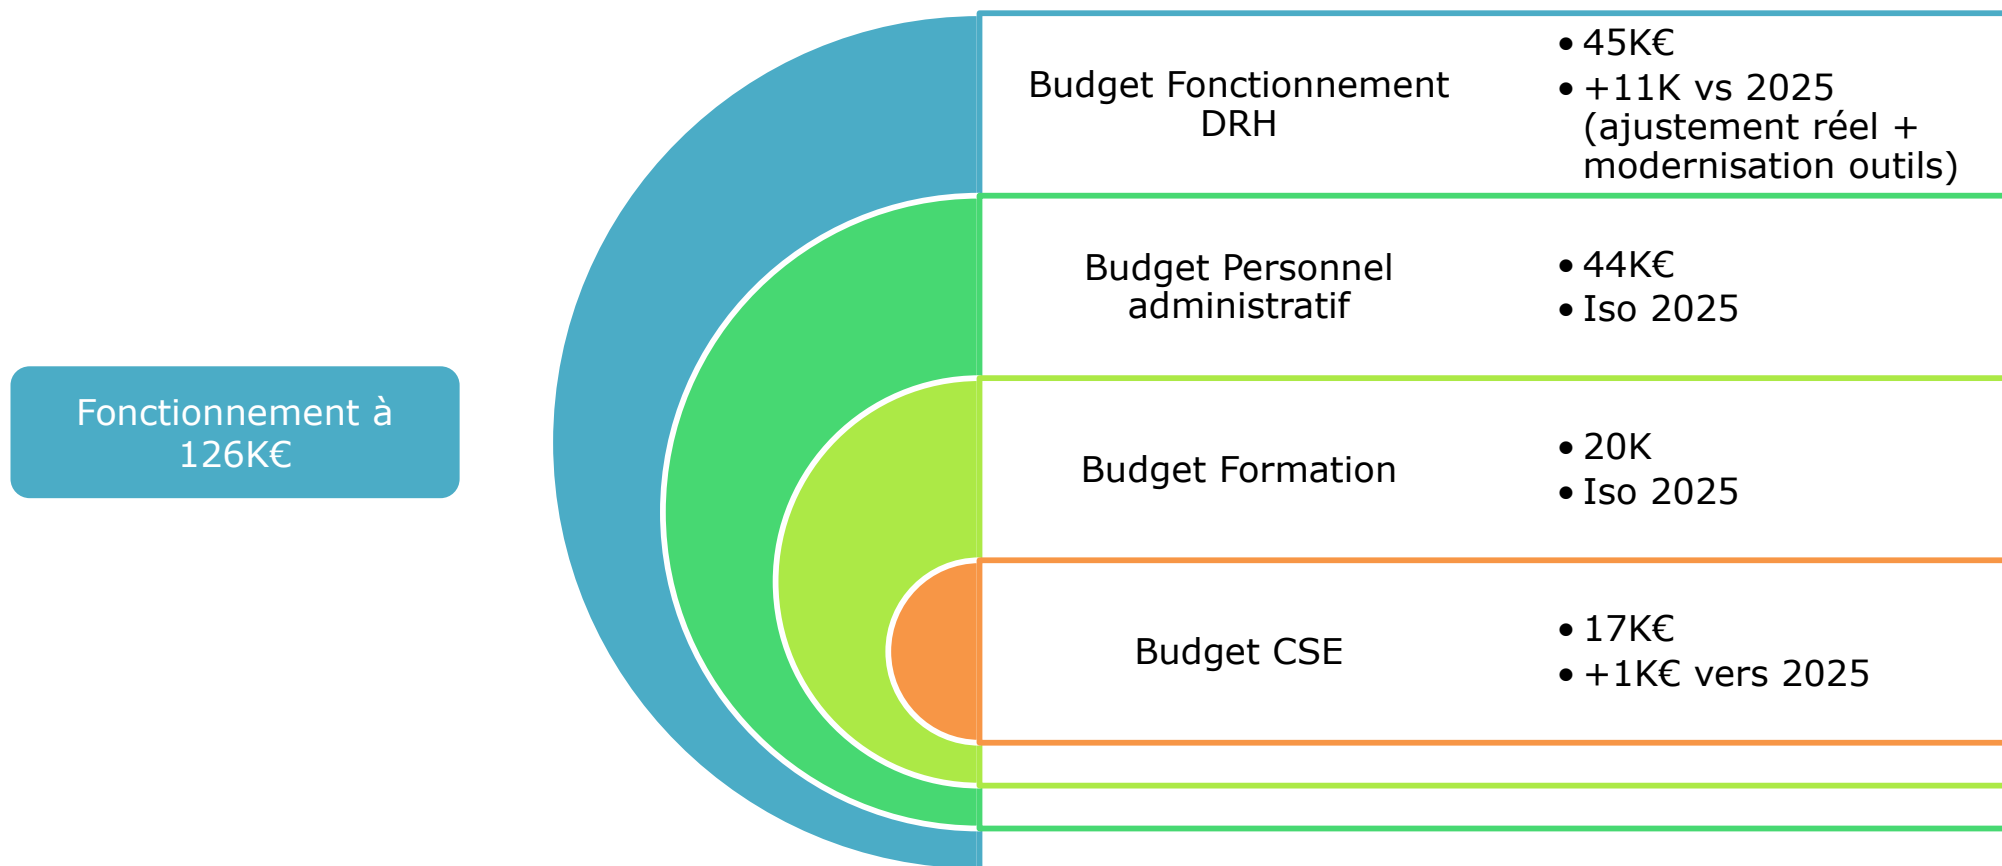 Fonctionnement à
126K€
Budget Fonctionnement
DRH
• 45K€
• +11K vs 2025
(ajustement réel +
modernisation outils)
Budget Personnel
administratif
• 44K€
• Iso 2025
Budget Formation
• 20K
• Iso 2025
Budget CSE
• 17K€
• +1K€ vers 2025